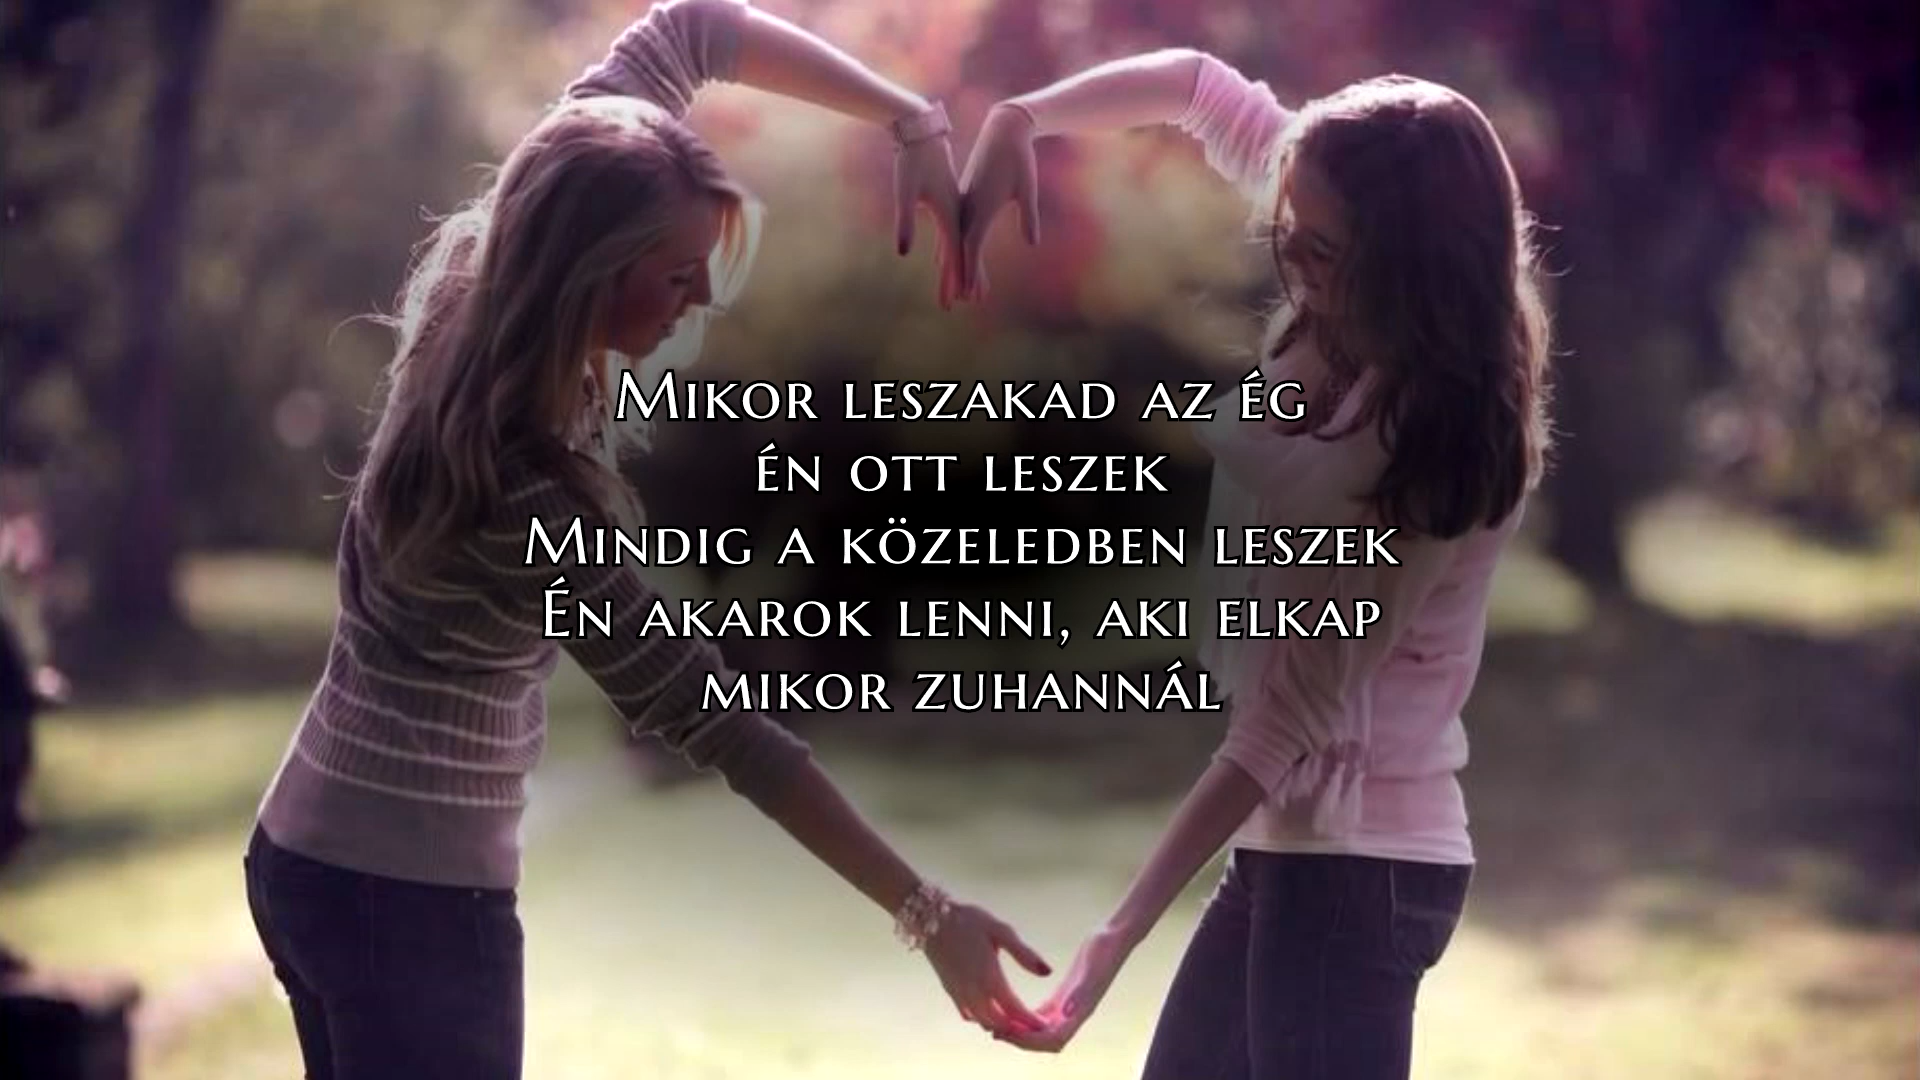 Mikor leszakad az ég
én ott leszek
Mindig a közeledben leszek
Én akarok lenni, aki elkap
mikor zuhannál